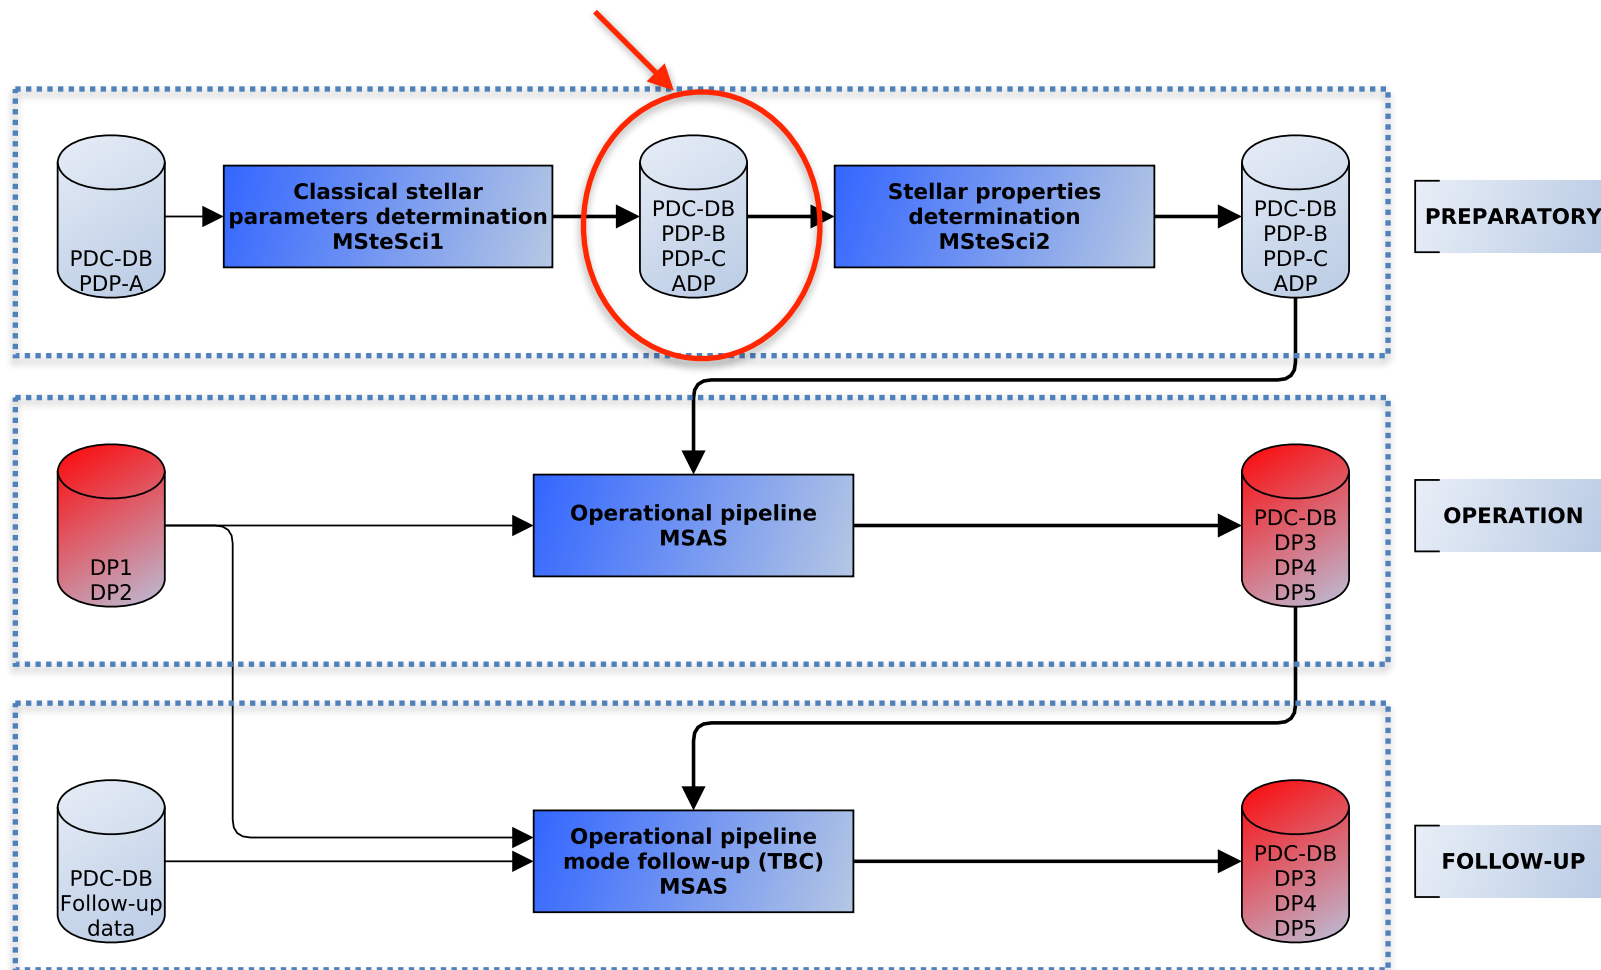 Classical stellar
parameters determination
MSteSci1
Stellar properties
determination
MSteSci2
PDC-DB
PDP-A
PDC-DB
PDP-B
PDP-C
ADP
PDC-DB
PDP-B
PDP-C
ADP
PREPARATORY
DP1
DP2
Operational pipeline
MSAS
PDC-DB
DP3
DP4
DP5
OPERATION
PDC-DB
Follow-up
data
Operational pipeline
mode follow-up (TBC)
MSAS
PDC-DB
DP3
DP4
DP5
FOLLOW-UP